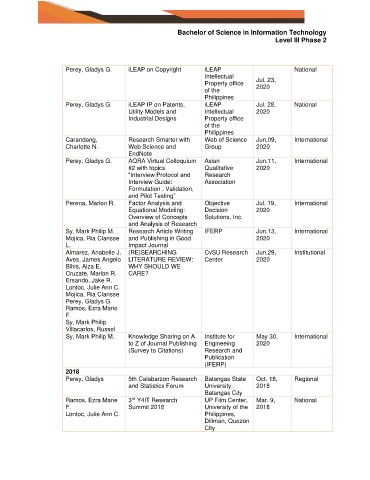 Bachelor of Science in Information Technology
Level III Phase 2
Perey, Gladys G.
iLEAP on Copyright
iLEAP
Intellectual
Property office
of the
Philippines
Jul. 23,
2020
National
Perey, Gladys G.
iLEAP IP on Patents,
Utility Models and
Industrial Designs
iLEAP
Intellectual
Property office
of the
Philippines
Jul. 28,
2020
National
Carandang,
Charlotte N.
Research Smarter with
Web Science and
EndNote
Web of Science
Group
Jun.09,
2020
International
Perey, Gladys G.
AQRA Virtual Colloquium
#2 with topics
"Interview Protocol and
Interview Guide:
Formulation , Validation,
and Pilot Testing"
Asian
Qualitative
Research
Association
Jun.11,
2020
International
Perena, Marlon R.
Factor Analysis and
Equational Modeling:
Overview of Concepts
and Analysis of Research
Objective
Decision
Solutions, Inc.
Jul. 19,
2020
International
Sy, Mark Philip M.
Mojica, Ria Clarisse
L.
Research Article Writing
and Publishing in Good
Impact Journal
IFERP
Jun.13,
2020
International
Almarez, Anabelle J.
Aves, James Angelo
Bihis, Aiza E.
Cruzate, Marlon R.
Ersando, Jake R.
Lontoc, Julie Ann C.
Mojica, Ria Clarisse
Perey, Gladys G.
Ramos, Ezra Marie
F.
Sy, Mark Philip
Villacarlos, Russel
(RE)SEARCHING
LITERATURE REVIEW:
WHY SHOULD WE
CARE?
CvSU Research
Center
Jun.29,
2020
Institutional
Sy, Mark Philip M.
Knowledge Sharing on A
to Z of Journal Publishing
(Survey to Citations)
Institute for
Engineering
Research and
Publication
(IFERP)
May 30,
2020
International
2018
Perey, Gladys
5th Calabarzon Research
and Statistics Forum
Batangas State
University,
Batangas City
Oct. 18,
2018
Regional
Ramos, Ezra Marie
F.
Lontoc, Julie Ann C.
3rd Y4IT Research
Summit 2018
UP Film Center,
University of the
Philippines,
Diliman, Quezon
City
Mar. 9,
2018
National